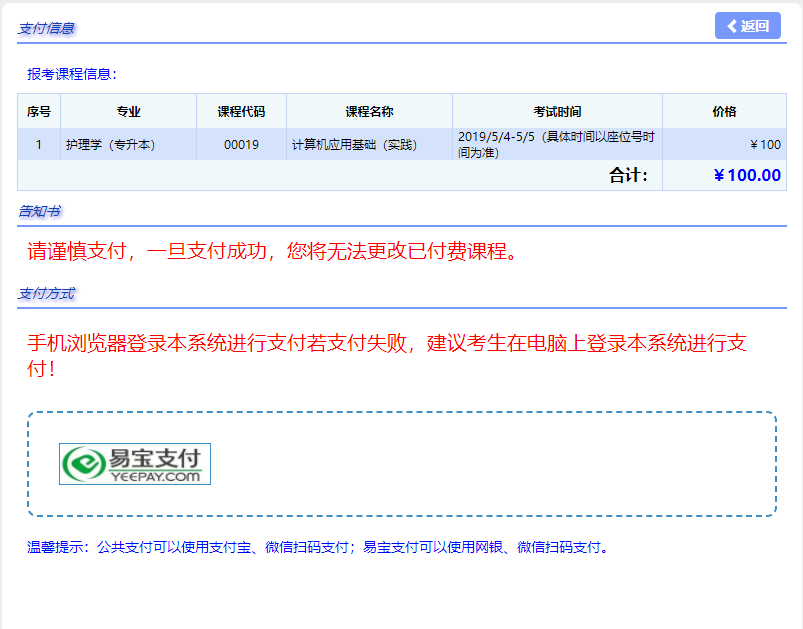 支付信息
返回
报考课程信息：
序号 专业 课程代码 课程名称 考试时间 价格
1 护理学（专升本） 00019 计算机应用基础（实践） 2019/5/4-5/5（具体时间以座位号时
间为准） ￥100
合计： ￥100.00
告知书
请谨慎支付，一旦支付成功，您将无法更改已付费课程。
支付方式
手机浏览器登录本系统进行支付若支付失败，建议考生在电脑上登录本系统进行支
付！
易宝支付
YEEPAY.COM
温馨提示：公共支付可以使用支付宝、微信扫码支付；易宝支付可以使用网银、微信扫码支付。